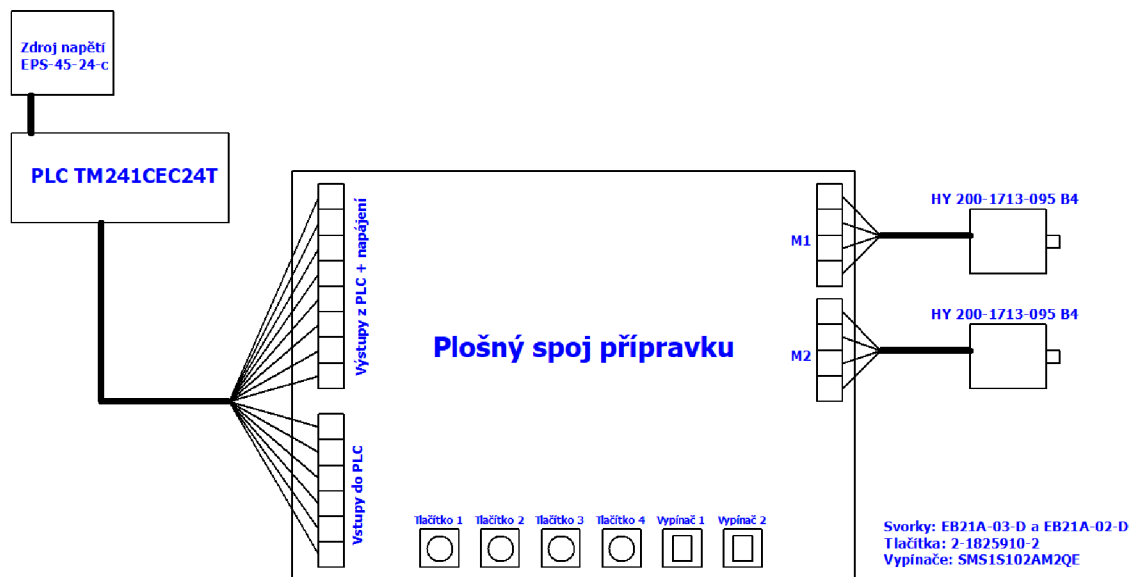 Zdroj napětí
EPS-45-24-c
PLC TM241CEC24T
Výstupy z PLC + napájení
Vstupy do PLC
Plošný spoj přípravku
M1
HY 200-1713-095 B4
M2
HY 200-1713-095 B4
Tlačítko 1
Tlačítko 2
Tlačítko 3
Tlačítko 4
Vypínač 1
Vypínač 2
Svorky: EB21A-03-D a EB21A-02-D
Tlačítka: 2-1825910-2
Vypínače: SMS1S102AM2QE